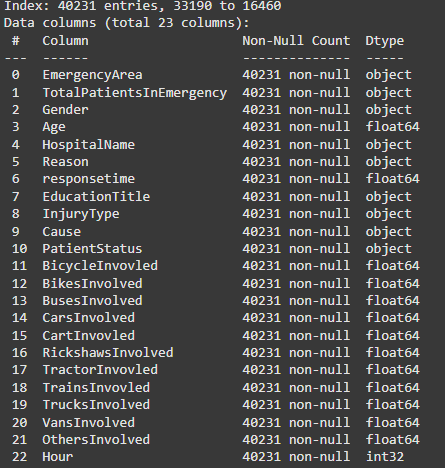 Index: 40231 entries, 33190 to 16460
Data columns (total 23 columns):
 #   Column                     Non-Null Count  Dtype
---  ------                     --------------  -----
 0   EmergencyArea              40231 non-null  object
 1   TotalPatientsInEmergency   40231 non-null  object
 2   Gender                     40231 non-null  object
 3   Age                        40231 non-null  float64
 4   HospitalName               40231 non-null  object
 5   Reason                     40231 non-null  object
 6   responsetime               40231 non-null  float64
 7   EducationTitle             40231 non-null  object
 8   InjuryType                 40231 non-null  object
 9   Cause                      40231 non-null  object
 10  PatientStatus              40231 non-null  object
 11  BicycleInvovled            40231 non-null  float64
 12  BikesInvolved              40231 non-null  float64
 13  BusesInvolved              40231 non-null  float64
 14  CarsInvolved               40231 non-null  float64
 15  CartInvovled               40231 non-null  float64
 16  RickshawsInvolved          40231 non-null  float64
 17  TractorInvovled            40231 non-null  float64
 18  TrainsInvovled             40231 non-null  float64
 19  TrucksInvolved             40231 non-null  float64
 20  VansInvolved               40231 non-null  float64
 21  OthersInvolved             40231 non-null  float64
 22  Hour                       40231 non-null  int32